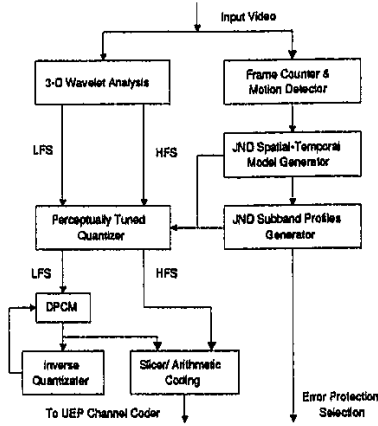 Input Video
3-D Wavelet Analysis
Frame Counter &
Motion Detector
LFS
HFS
JND Spatial-Temporal
Model Generator
Perceptually Tuned
Quantizer
JND Subband Profiles
Generator
LFS
HFS
DPCM
Inverse
Quantizater
Slicer/ Arithmetic
Coding
To UEP Channel Coder
Error Protection
Selection